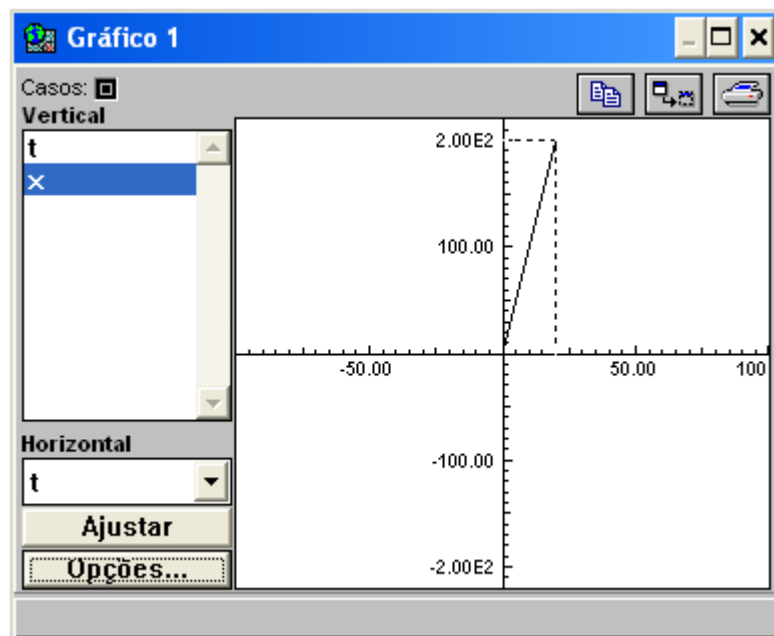 Gráfico 1
Casos:
Vertical
t
x
Horizontal
t
Ajustar
Opções...
2.00E2
100.00
-50.00
50.00
100
-100.00
-2.00E2